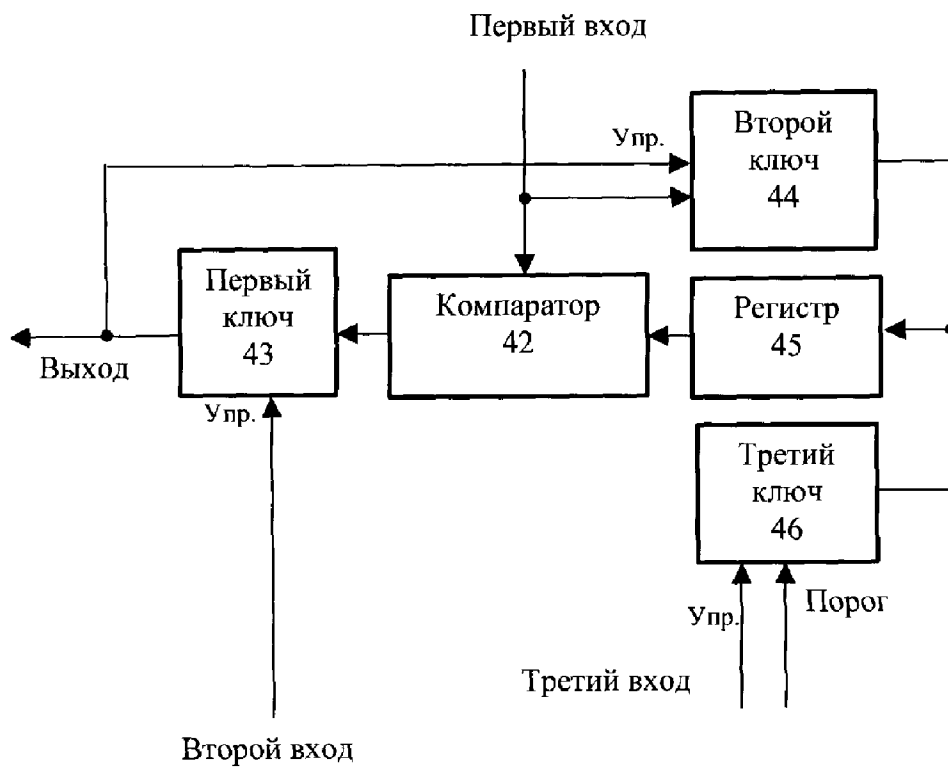 Первый вход
Упр.
Второй
ключ
44
Первый
ключ
43
Компаратор
42
Регистр
45
Выход
Упр.
Третий
ключ
46
Упр.
Порог
Третий вход
Второй вход